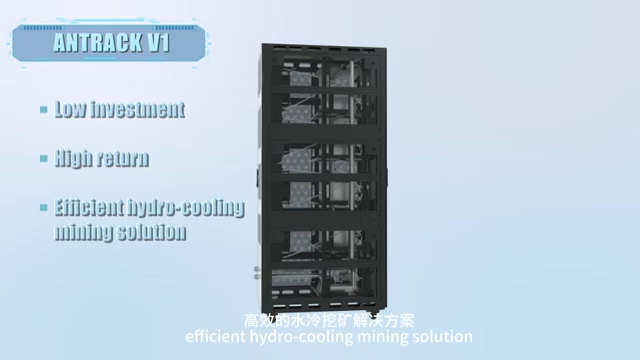 ANTRACK V1
Low investment
High return
Efficient hydro-cooling
mining solution
高效的水冷挖矿解决方案
efficient hydro-cooling mining solution